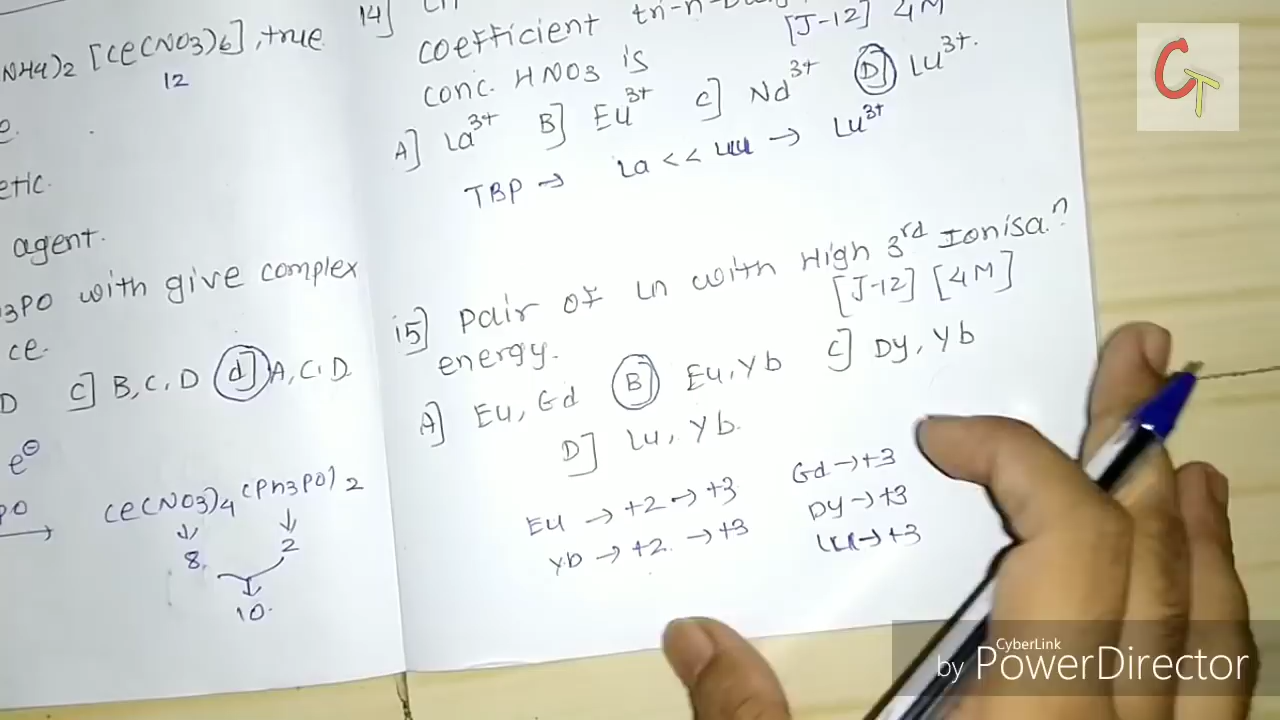 NH4)2 [Ce(NO3)6], true
12
e.
etic.
agent.
3PO with give complex
ce.
D C] B, C, D d] A, C, D
e⊖
PO
Ce(NO3)4 (Ph3PO)2
8 2
10.
14] Ln
coefficient tri-n-
[J-12] 4M
conc. HNO3 is
A] La3+ B] Eu3+ C] Nd3+ D] Lu3+.
TBP → La << Lu → Lu3+
15] Pair of Ln with High 3rd Ionisa.n
energy. [J-12] [4M]
A] Eu, Gd B] Eu, Yb C] Dy, Yb
D] Lu, Yb.
Eu → +2 → +3 Gd → +3
Yb → +2 → +3 Dy → +3
Lu → +3
CT
CyberLink
by PowerDirector